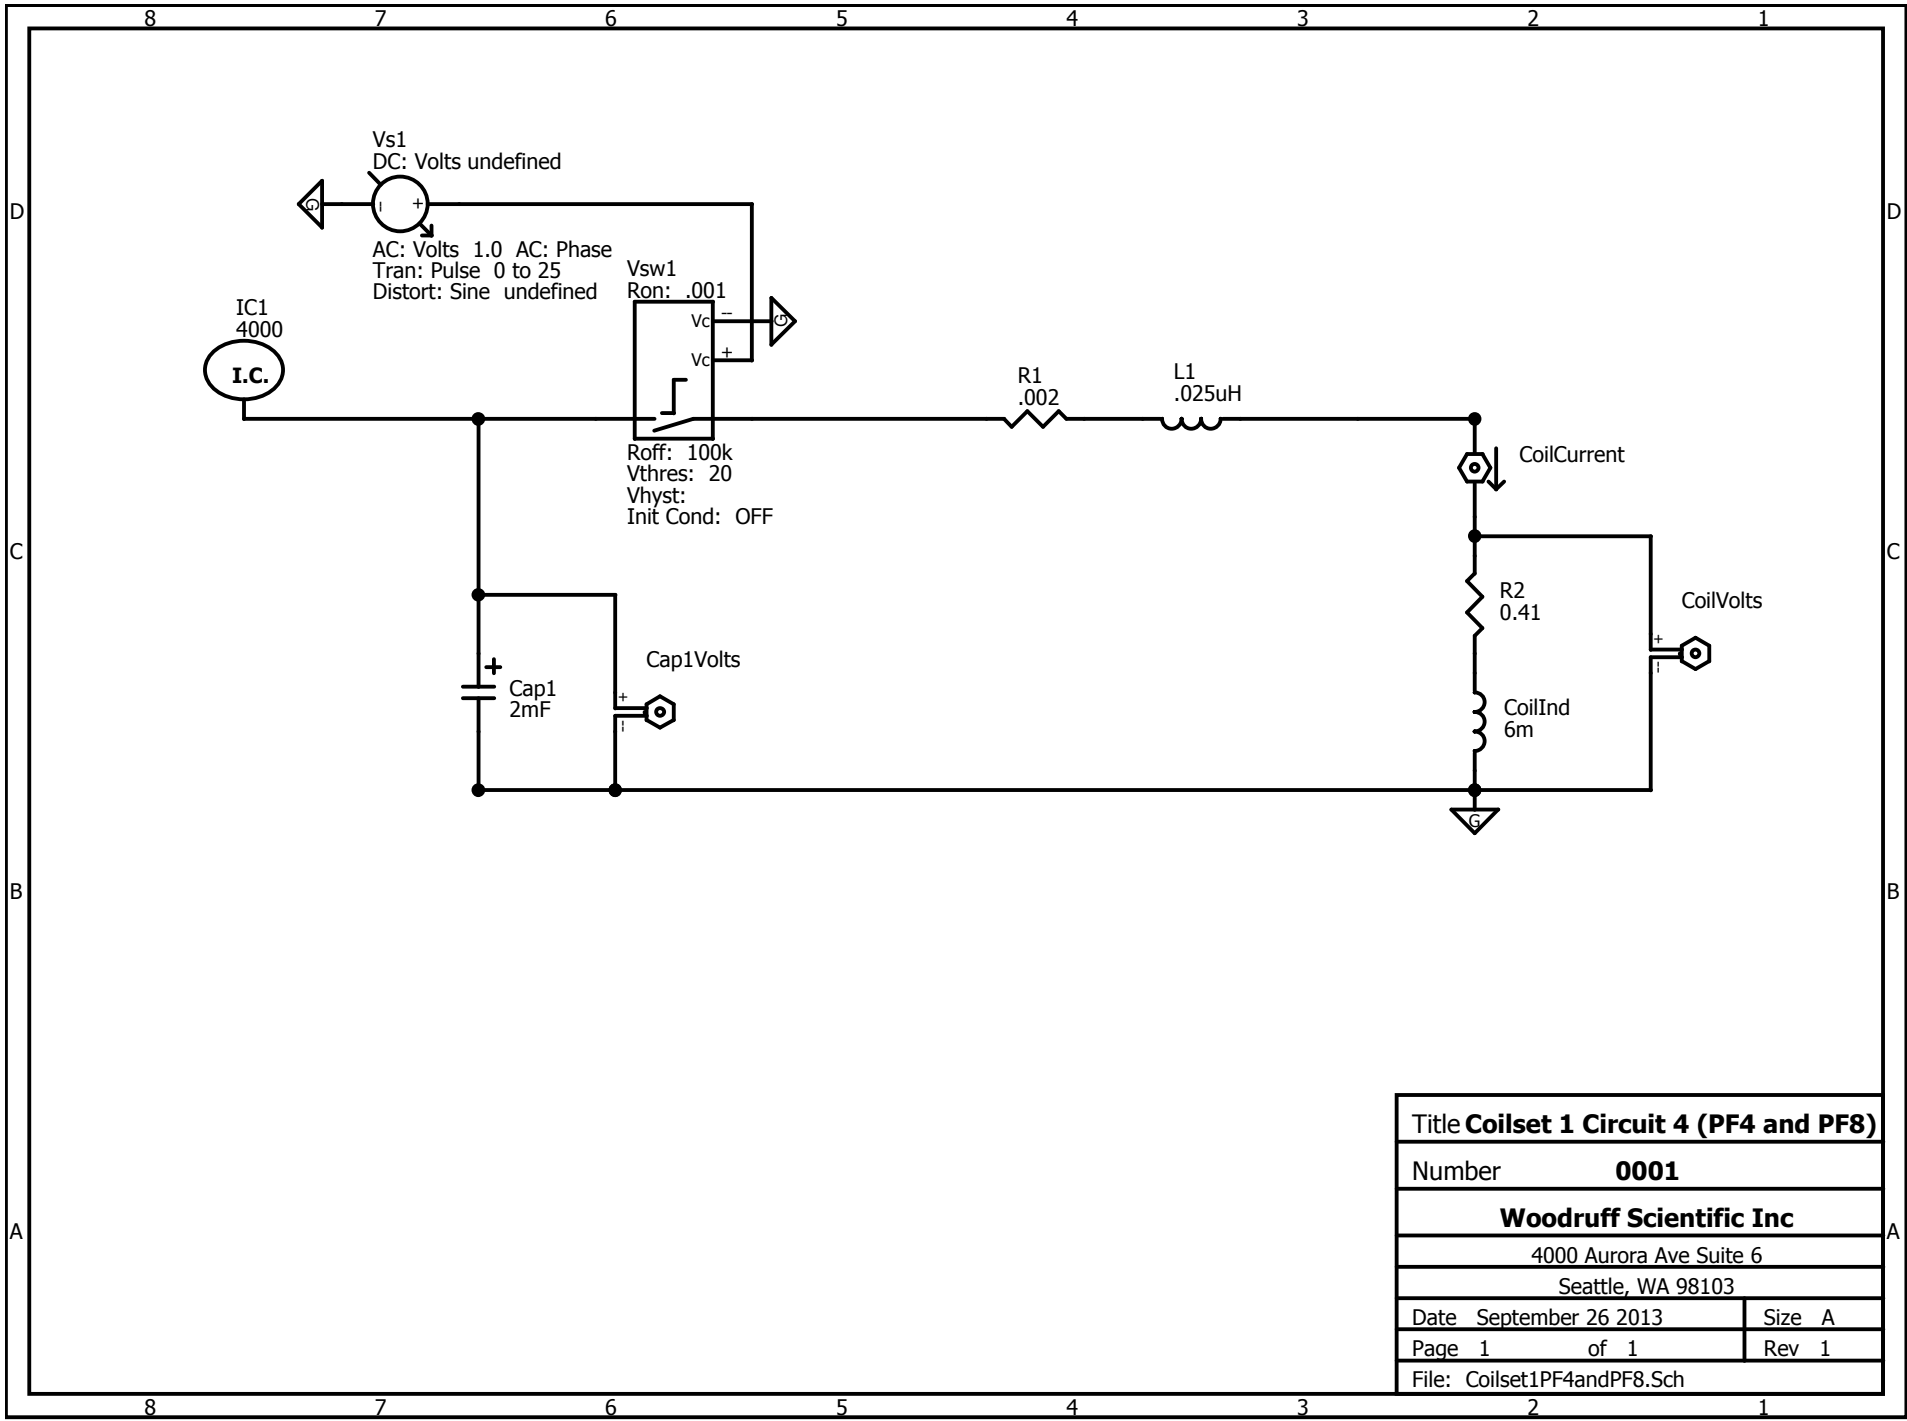 8 7 6 5 4 3 2 1
Vs1
DC: Volts undefined
D D
G
- +
AC: Volts 1.0 AC: Phase
Tran: Pulse 0 to 25
Distort: Sine undefined
Vsw1
Ron: .001
IC1
4000
Vc --
G
Vc +
I.C.
R1
.002
L1
.025uH
Roff: 100k
Vthres: 20
Vhyst:
Init Cond: OFF
CoilCurrent
C C
R2
0.41
CoilVolts
+
--
Cap1Volts
+
Cap1
2mF
+
--
CoilInd
6m
G
B B
Title Coilset 1 Circuit 4 (PF4 and PF8)
Number 0001
Woodruff Scientific Inc
A A
4000 Aurora Ave Suite 6
Seattle, WA 98103
Date September 26 2013 Size A
Page 1 of 1 Rev 1
File: Coilset1PF4andPF8.Sch
8 7 6 5 4 3 2 1